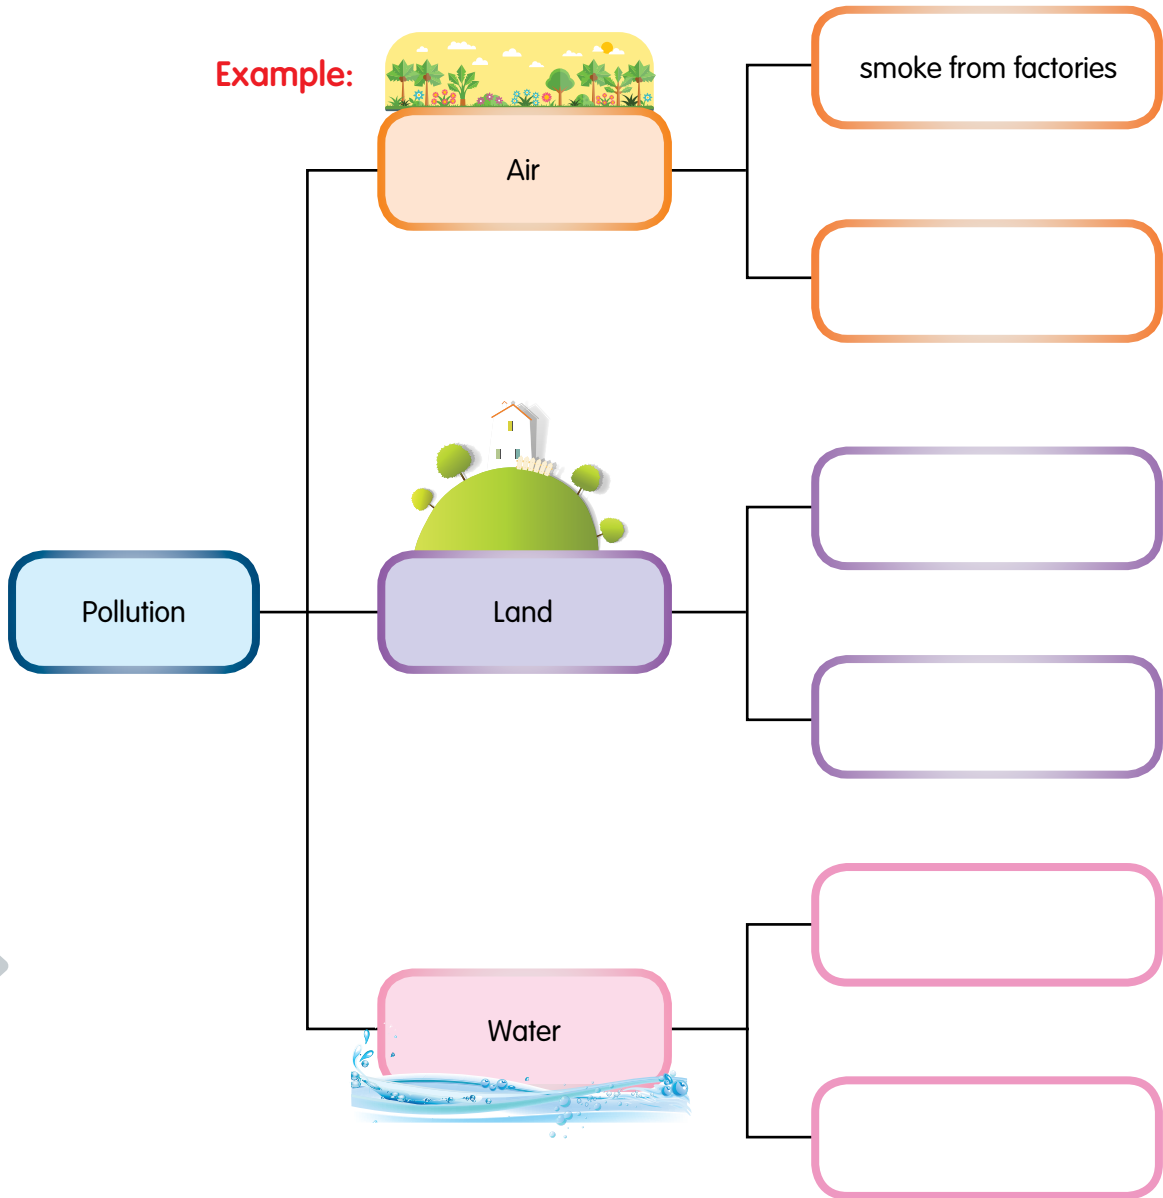 Example:
smoke from factories
Air
Pollution
Land
Water